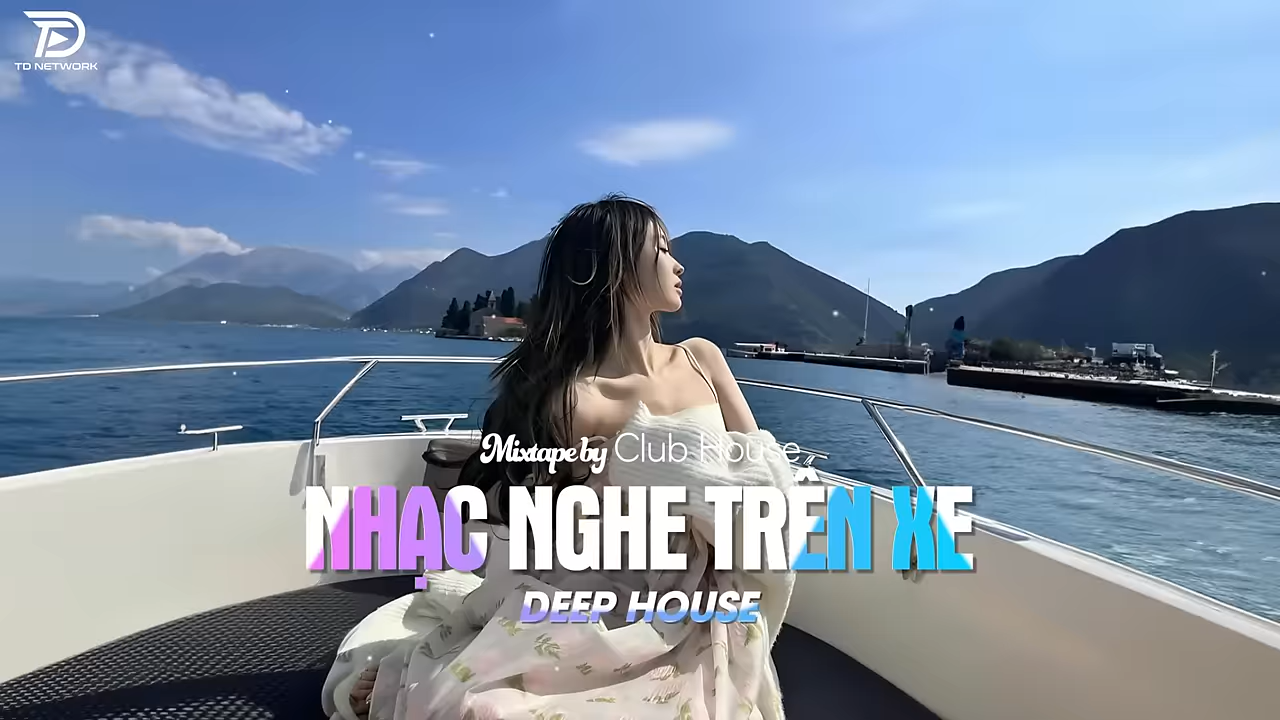 TD NETWORK
Mixtape by Club House
NHẠC NGHE TRÊN XE
DEEP HOUSE